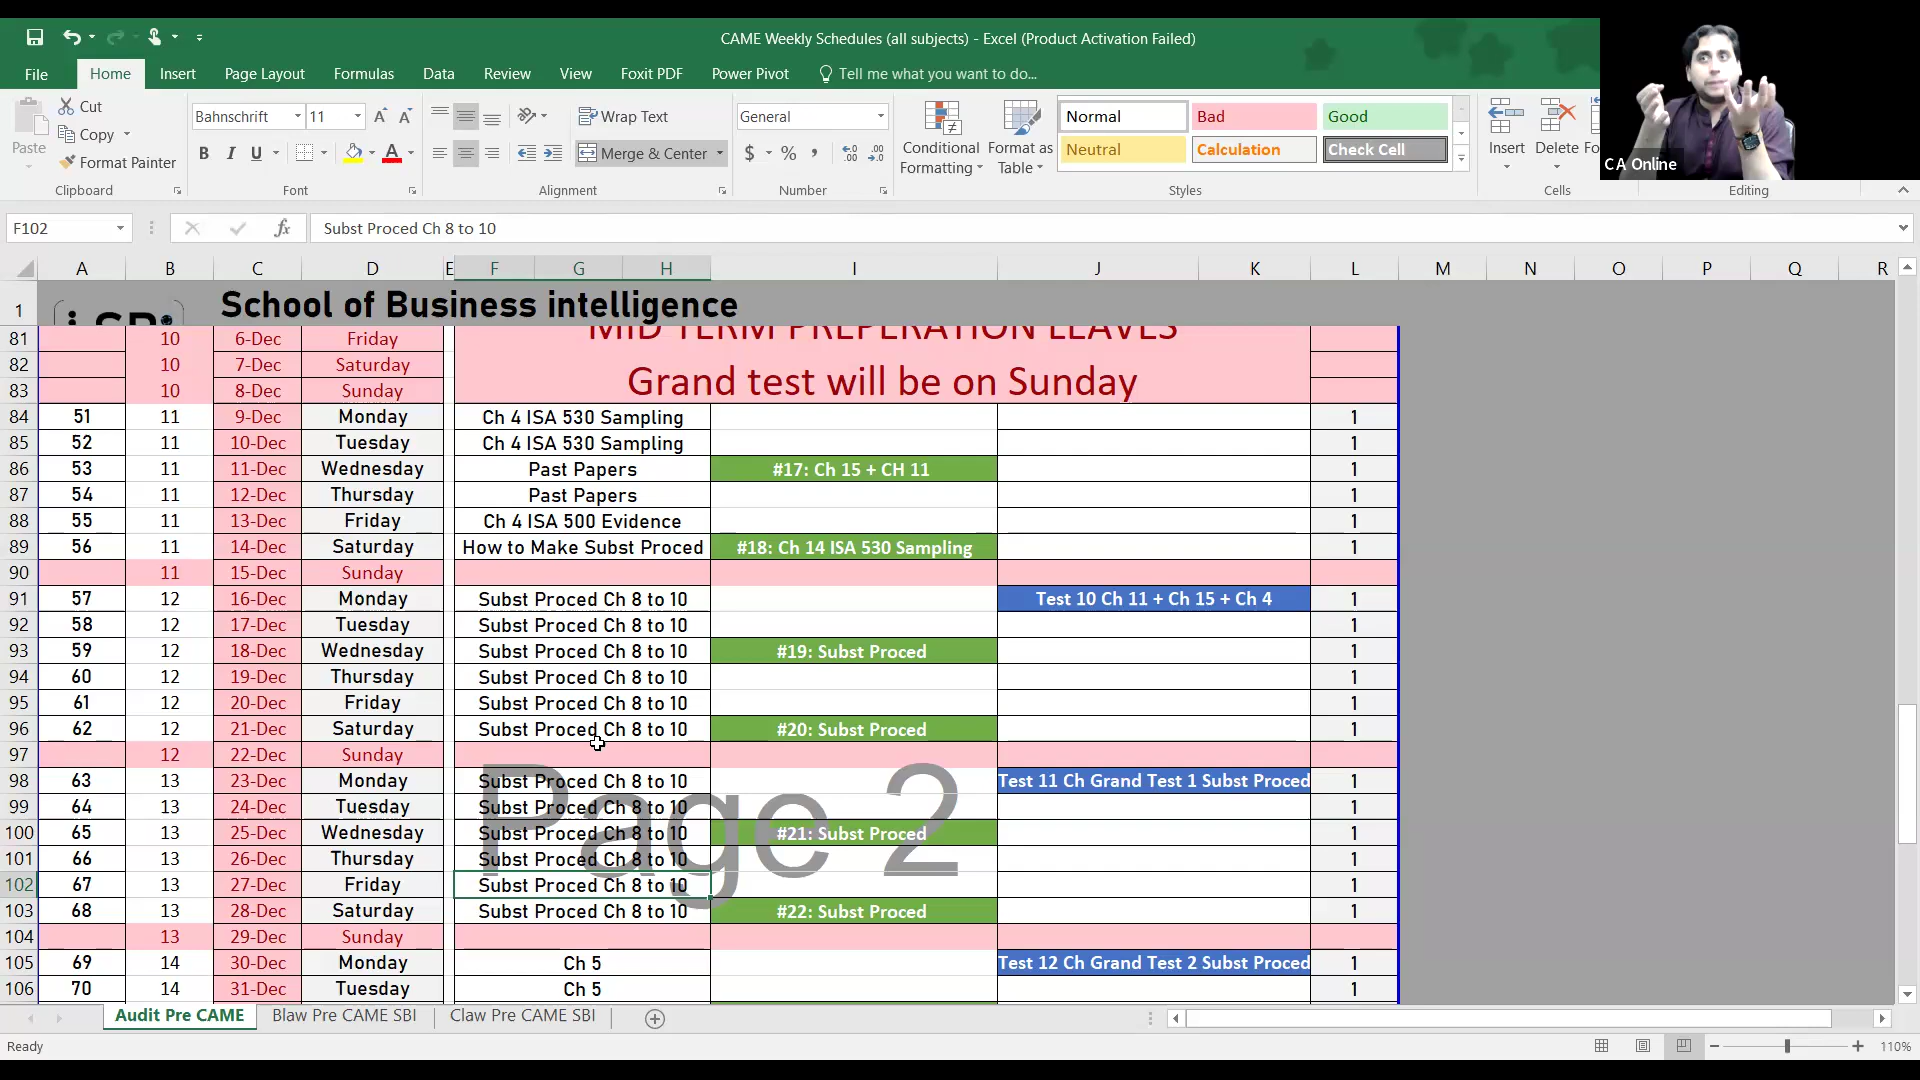 CAME Weekly Schedules (all subjects) - Excel (Product Activation Failed)
File Home Insert Page Layout Formulas Data Review View Foxit PDF Power Pivot Tell me what you want to do...
Paste
Cut
Copy
Format Painter
Clipboard
Bahnschrift 11
B I U
Font
Wrap Text
Merge & Center
Alignment
General
$ % ,
Number
Conditional Formatting
Format as Table
Normal Bad Good
Neutral Calculation Check Cell
Styles
Insert Delete
Cells
Editing
C A Online
F102 fx Subst Proced Ch 8 to 10
A B C D E F G H I J K L M N O P Q R
1 School of Business intelligence
MID TERM PREPERATION LEAVES
Grand test will be on Sunday
81 10 6-Dec Friday
82 10 7-Dec Saturday
83 10 8-Dec Sunday
84 51 11 9-Dec Monday Ch 4 ISA 530 Sampling 1
85 52 11 10-Dec Tuesday Ch 4 ISA 530 Sampling 1
86 53 11 11-Dec Wednesday Past Papers #17: Ch 15 + CH 11 1
87 54 11 12-Dec Thursday Past Papers 1
88 55 11 13-Dec Friday Ch 4 ISA 500 Evidence 1
89 56 11 14-Dec Saturday How to Make Subst Proced #18: Ch 14 ISA 530 Sampling 1
90 11 15-Dec Sunday
91 57 12 16-Dec Monday Subst Proced Ch 8 to 10 Test 10 Ch 11 + Ch 15 + Ch 4 1
92 58 12 17-Dec Tuesday Subst Proced Ch 8 to 10 1
93 59 12 18-Dec Wednesday Subst Proced Ch 8 to 10 #19: Subst Proced 1
94 60 12 19-Dec Thursday Subst Proced Ch 8 to 10 1
95 61 12 20-Dec Friday Subst Proced Ch 8 to 10 1
96 62 12 21-Dec Saturday Subst Proced Ch 8 to 10 #20: Subst Proced 1
97 12 22-Dec Sunday
98 63 13 23-Dec Monday Subst Proced Ch 8 to 10 Test 11 Ch Grand Test 1 Subst Proced 1
99 64 13 24-Dec Tuesday Subst Proced Ch 8 to 10 1
100 65 13 25-Dec Wednesday Subst Proced Ch 8 to 10 #21: Subst Proced 1
101 66 13 26-Dec Thursday Subst Proced Ch 8 to 10 1
102 67 13 27-Dec Friday Subst Proced Ch 8 to 10 1
103 68 13 28-Dec Saturday Subst Proced Ch 8 to 10 #22: Subst Proced 1
104 13 29-Dec Sunday
105 69 14 30-Dec Monday Ch 5 Test 12 Ch Grand Test 2 Subst Proced 1
106 70 14 31-Dec Tuesday Ch 5 1
Page 2
Audit Pre CAME Blaw Pre CAME SBI Claw Pre CAME SBI
Ready 110%